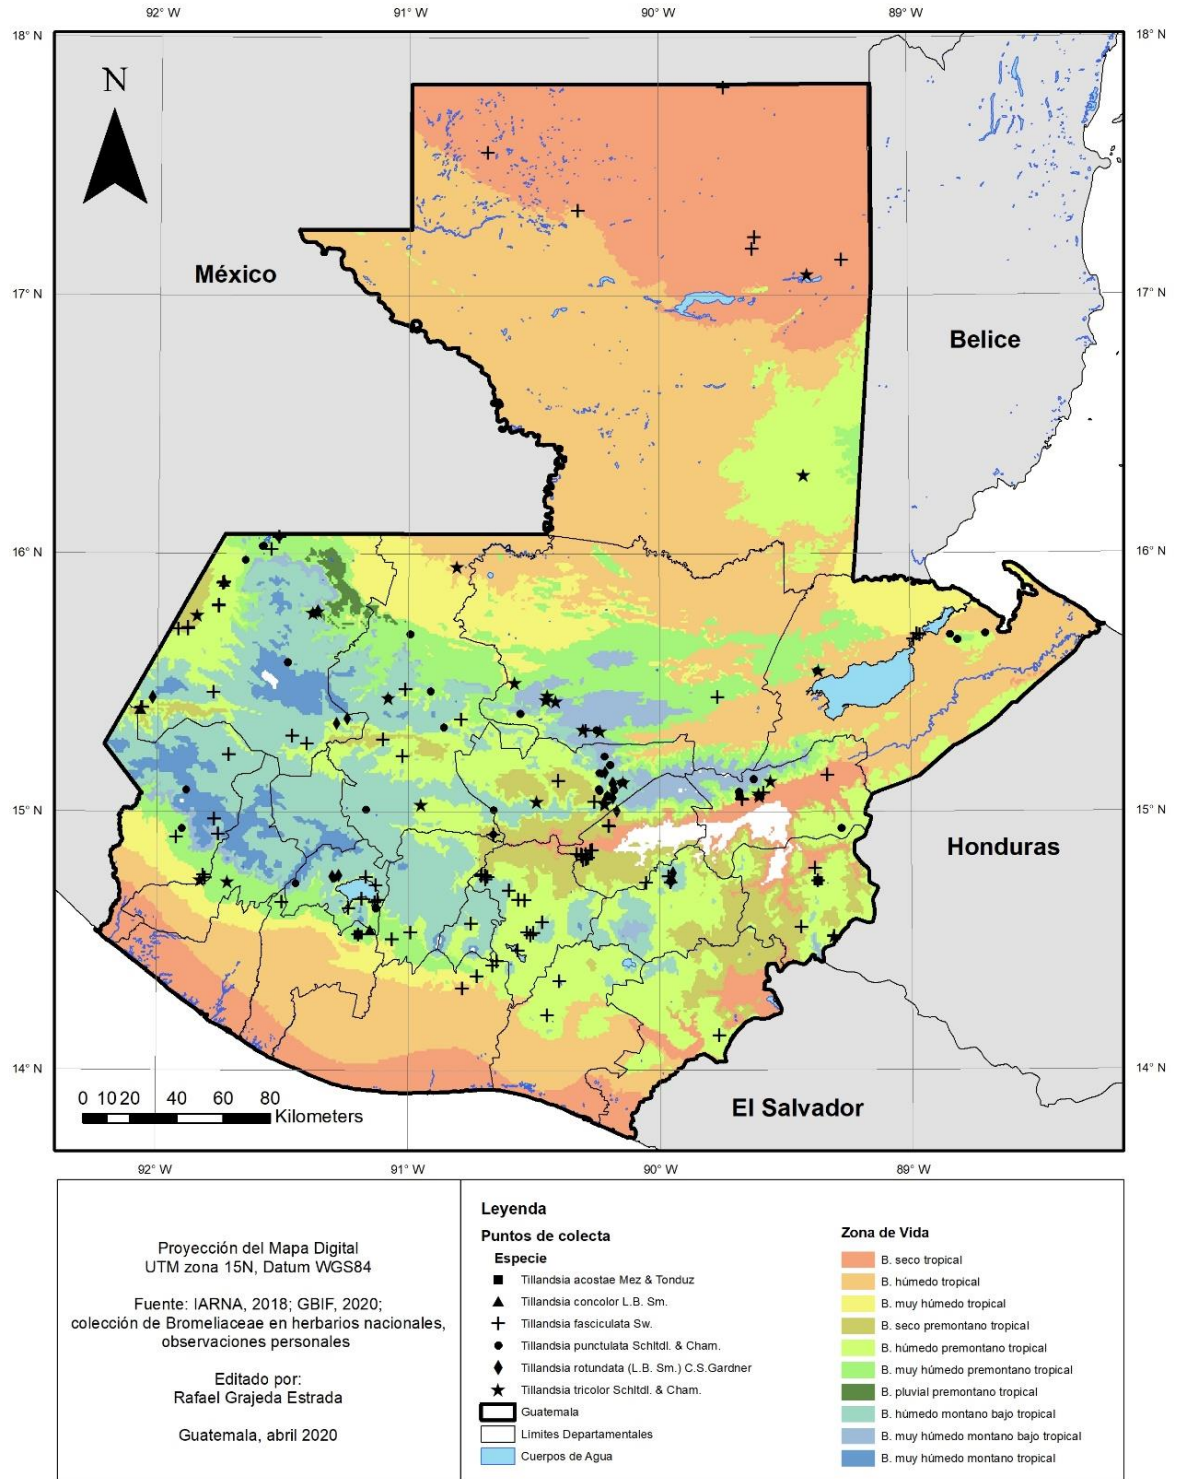 92° W 91° W 90° W 89° W
18° N 18° N
N
México
17° N 17° N
Belice
16° N 16° N
15° N 15° N
Honduras
14° N 14° N
0 10 20 40 60 80
Kilometers
El Salvador
92° W 91° W 90° W 89° W
Proyección del Mapa Digital
UTM zona 15N, Datum WGS84
Fuente: IARNA, 2018; GBIF, 2020;
colección de Bromeliaceae en herbarios nacionales,
observaciones personales
Editado por:
Rafael Grajeda Estrada
Guatemala, abril 2020
Leyenda
Puntos de colecta
Especie
Tillandsia acostae Mez & Tonduz
Tillandsia concolor L.B. Sm.
Tillandsia fasciculata Sw.
Tillandsia punctulata Schltdl. & Cham.
Tillandsia rotundata (L.B. Sm.) C.S.Gardner
Tillandsia tricolor Schltdl. & Cham.
Guatemala
Limites Departamentales
Cuerpos de Agua
Zona de Vida
B. seco tropical
B. húmedo tropical
B. muy húmedo tropical
B. seco premontano tropical
B. húmedo premontano tropical
B. muy húmedo premontano tropical
B. pluvial premontano tropical
B. húmedo montano bajo tropical
B. muy húmedo montano bajo tropical
B. muy húmedo montano tropical